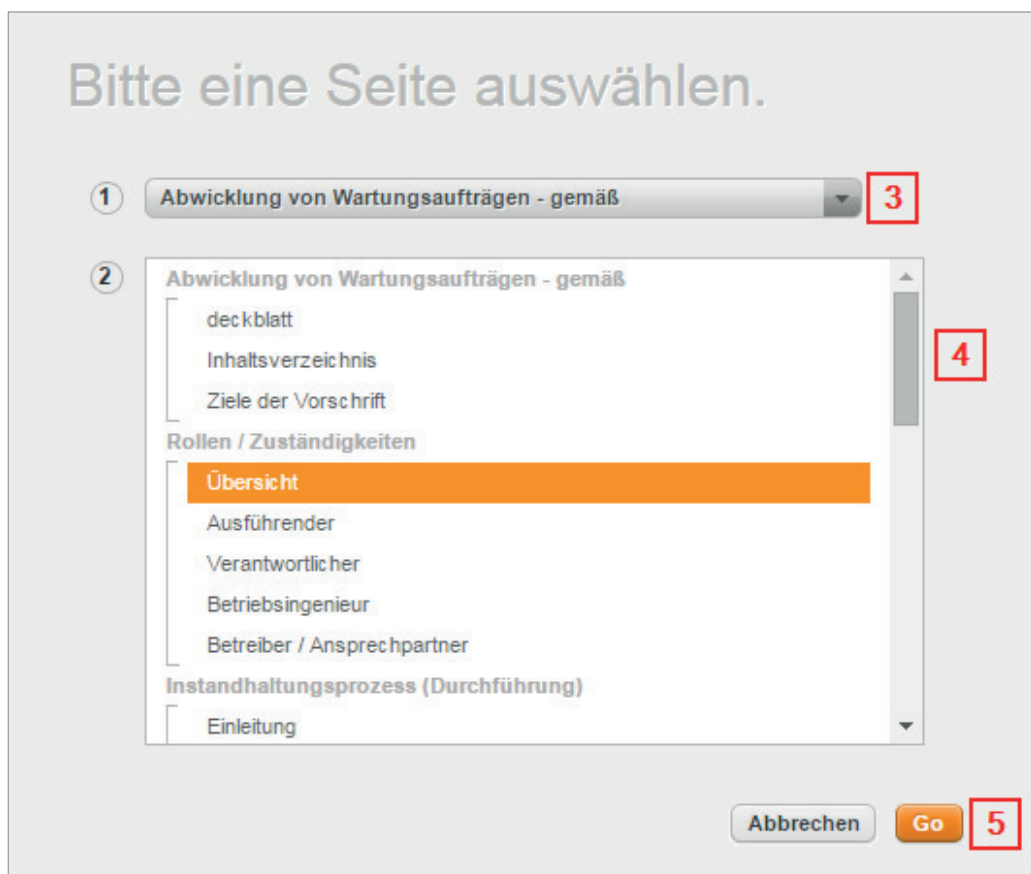 Bitte eine Seite auswählen.
1 Abwicklung von Wartungsaufträgen - gemäß 3
2 Abwicklung von Wartungsaufträgen - gemäß
deckblatt
Inhaltsverzeichnis
4
Ziele der Vorschrift
Rollen / Zuständigkeiten
Übersicht
Ausführender
Verantwortlicher
Betriebsingenieur
Betreiber / Ansprechpartner
Instandhaltungsprozess (Durchführung)
Einleitung
Abbrechen Go 5